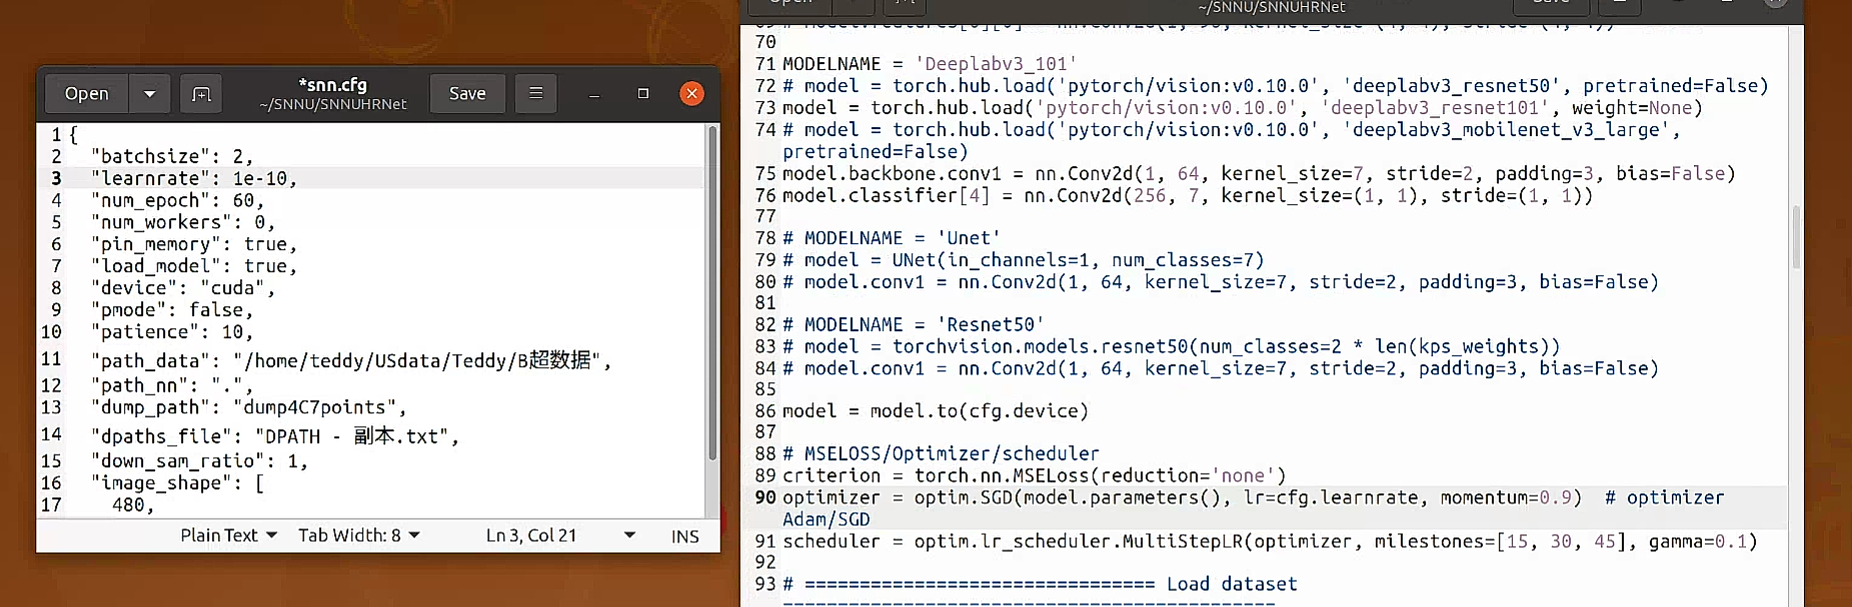 Open
*snn.cfg
~/SNNU/SNNUHRNet
Save
1 {
2 "batchsize": 2,
3 "learnrate": 1e-10,
4 "num_epoch": 60,
5 "num_workers": 0,
6 "pin_memory": true,
7 "load_model": true,
8 "device": "cuda",
9 "pmode": false,
10 "patience": 10,
11 "path_data": "/home/teddy/USdata/Teddy/B超数据",
12 "path_nn": ".",
13 "dump_path": "dump4C7points",
14 "dpaths_file": "DPATH - 副本.txt",
15 "down_sam_ratio": 1,
16 "image_shape": [
17 480,
Plain Text
Tab Width: 8
Ln 3, Col 21
INS
Open
~/SNNU/SNNUHRNet
Save
70
71 MODELNAME = 'Deeplabv3_101'
72 # model = torch.hub.load('pytorch/vision:v0.10.0', 'deeplabv3_resnet50', pretrained=False)
73 model = torch.hub.load('pytorch/vision:v0.10.0', 'deeplabv3_resnet101', weight=None)
74 # model = torch.hub.load('pytorch/vision:v0.10.0', 'deeplabv3_mobilenet_v3_large',
pretrained=False)
75 model.backbone.conv1 = nn.Conv2d(1, 64, kernel_size=7, stride=2, padding=3, bias=False)
76 model.classifier[4] = nn.Conv2d(256, 7, kernel_size=(1, 1), stride=(1, 1))
77
78 # MODELNAME = 'Unet'
79 # model = UNet(in_channels=1, num_classes=7)
80 # model.conv1 = nn.Conv2d(1, 64, kernel_size=7, stride=2, padding=3, bias=False)
81
82 # MODELNAME = 'Resnet50'
83 # model = torchvision.models.resnet50(num_classes=2 * len(kps_weights))
84 # model.conv1 = nn.Conv2d(1, 64, kernel_size=7, stride=2, padding=3, bias=False)
85
86 model = model.to(cfg.device)
87
88 # MSELOSS/Optimizer/scheduler
89 criterion = torch.nn.MSELoss(reduction='none')
90 optimizer = optim.SGD(model.parameters(), lr=cfg.learnrate, momentum=0.9)  # optimizer
Adam/SGD
91 scheduler = optim.lr_scheduler.MultiStepLR(optimizer, milestones=[15, 30, 45], gamma=0.1)
92
93 # ================================ Load dataset